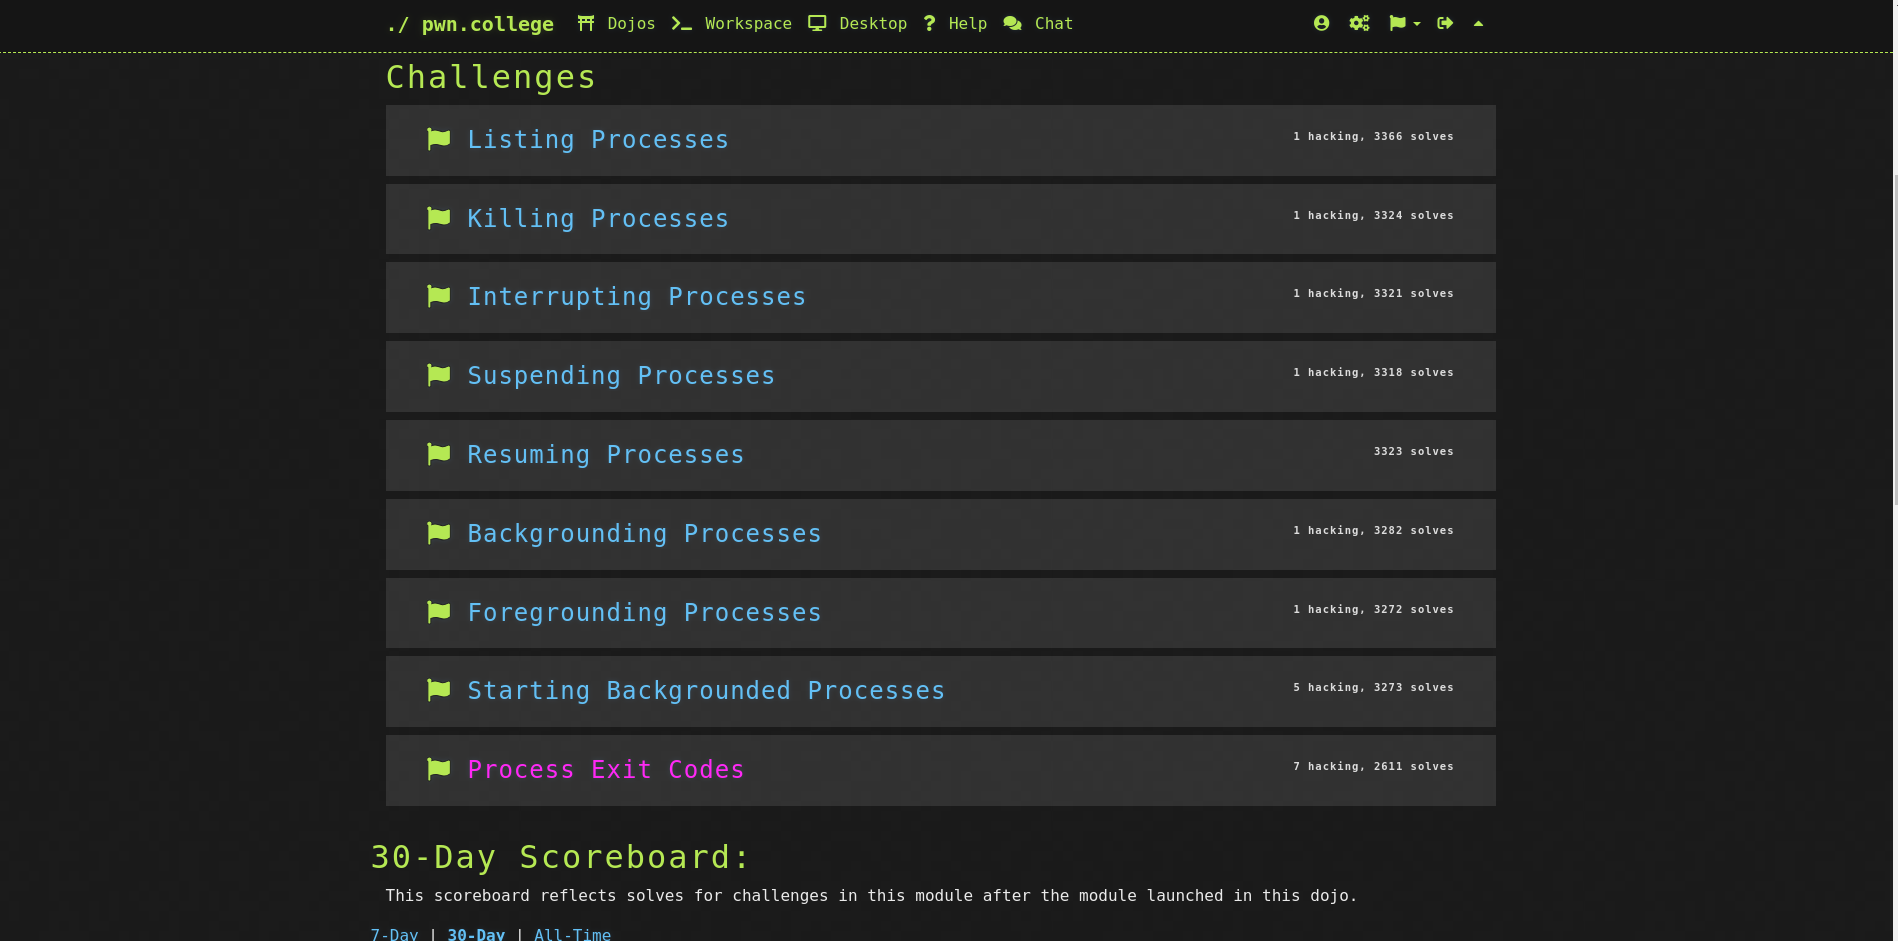 ./ pwn.college Dojos Workspace Desktop Help Chat
Challenges
Listing Processes 1 hacking, 3366 solves
Killing Processes 1 hacking, 3324 solves
Interrupting Processes 1 hacking, 3321 solves
Suspending Processes 1 hacking, 3318 solves
Resuming Processes 3323 solves
Backgrounding Processes 1 hacking, 3282 solves
Foregrounding Processes 1 hacking, 3272 solves
Starting Backgrounded Processes 5 hacking, 3273 solves
Process Exit Codes 7 hacking, 2611 solves
30-Day Scoreboard:
This scoreboard reflects solves for challenges in this module after the module launched in this dojo.
7-Day | 30-Day | All-Time